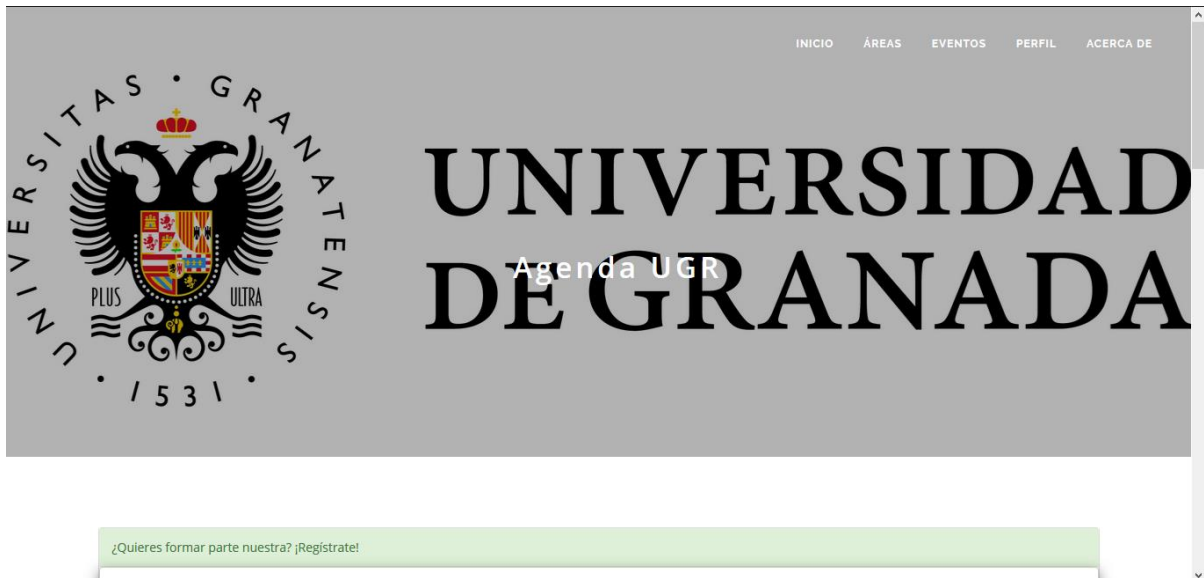 INICIO ÁREAS EVENTOS PERFIL ACERCA DE
UNIVERSITAS · GRANATENSIS · 1531 ·
PLUS ULTRA
UNIVERSIDAD
DE GRANADA
Agenda UGR
¿Quieres formar parte nuestra? ¡Regístrate!